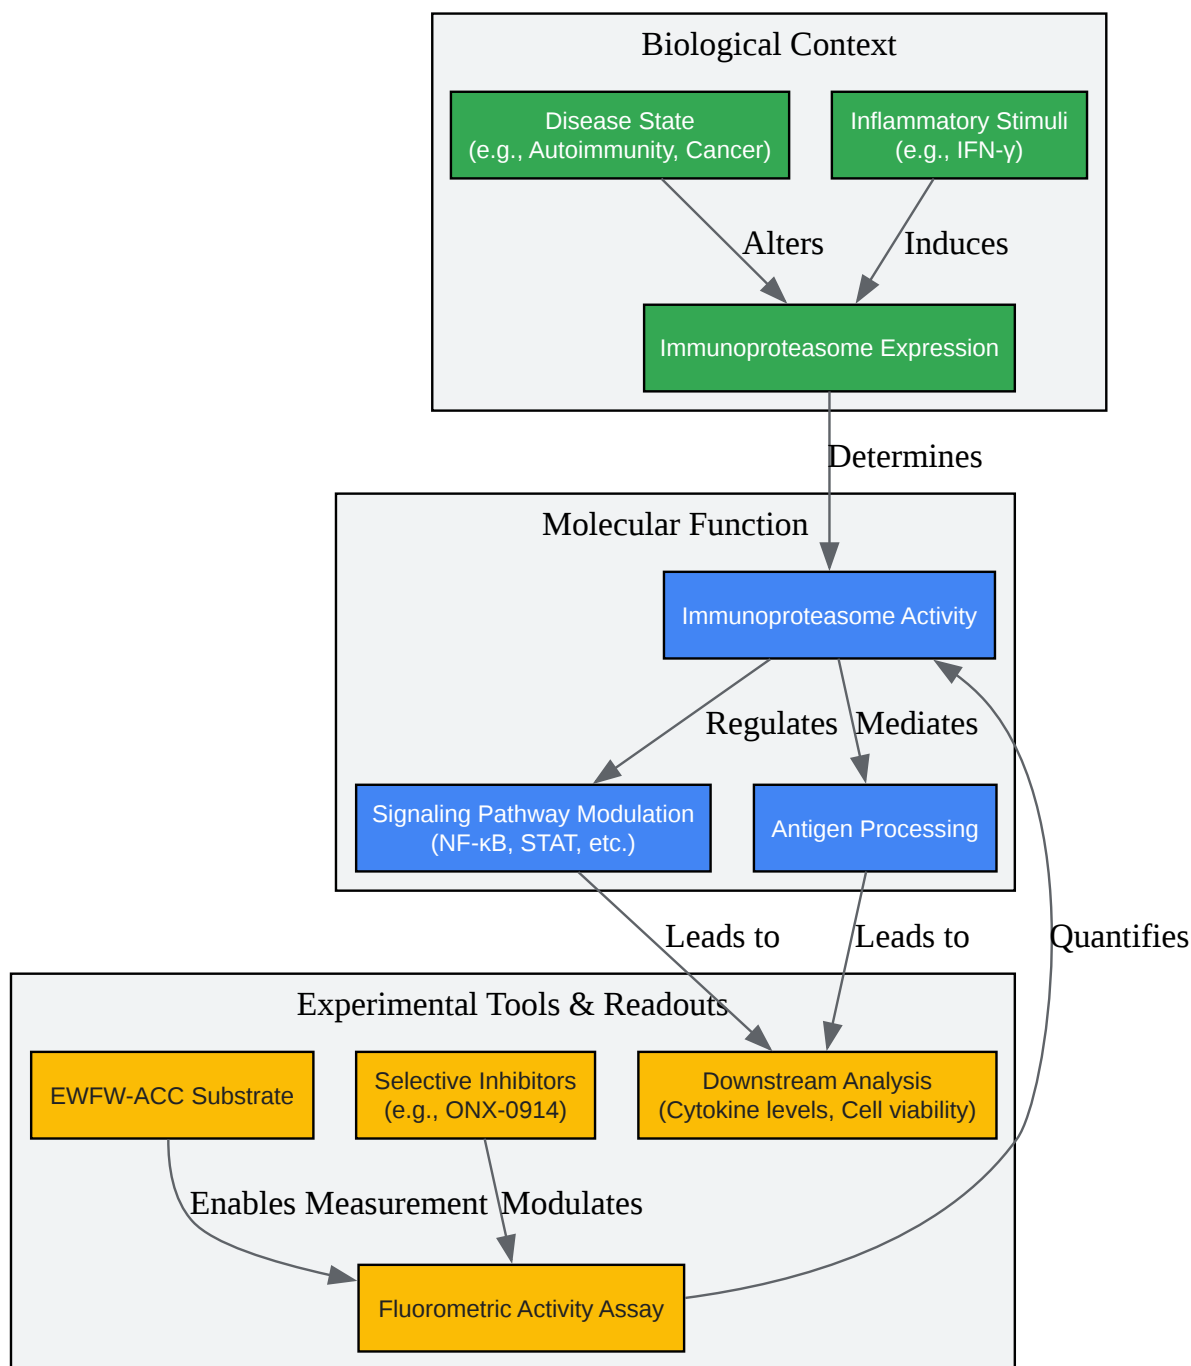 Biological Context
Disease State
(e.g., Autoimmunity, Cancer)
Inflammatory Stimuli
(e.g., IFN-γ)
Alters
Induces
Immunoproteasome Expression
Determines
Molecular Function
Immunoproteasome Activity
Regulates
Mediates
Signaling Pathway Modulation
(NF-κB, STAT, etc.)
Antigen Processing
Leads to
Leads to
Quantifies
Experimental Tools & Readouts
EWFW-ACC Substrate
Selective Inhibitors
(e.g., ONX-0914)
Downstream Analysis
(Cytokine levels, Cell viability)
Enables Measurement
Modulates
Fluorometric Activity Assay